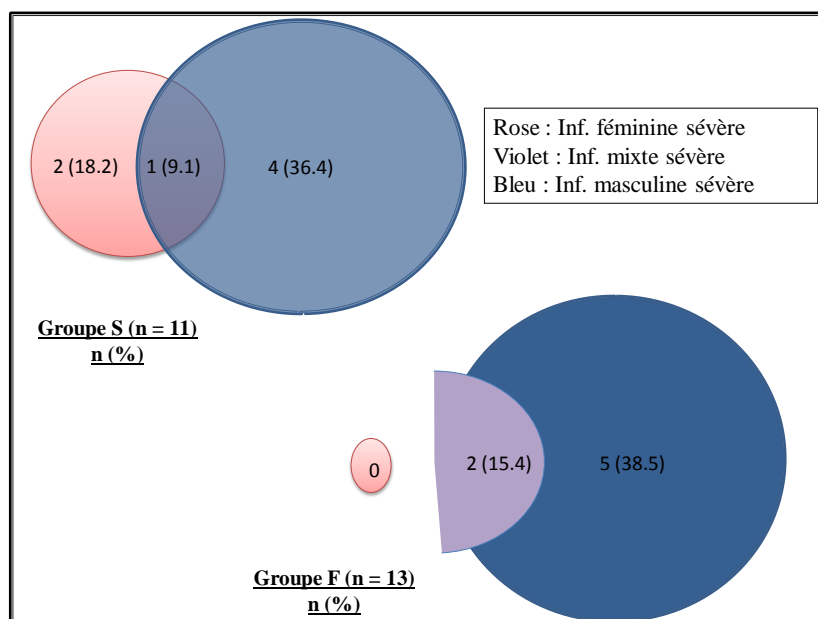 2 (18.2)
1 (9.1)
4 (36.4)
Rose : Inf. féminine sévère
Violet : Inf. mixte sévère
Bleu : Inf. masculine sévère
Groupe S (n = 11)
n (%)
0
2 (15.4)
5 (38.5)
Groupe F (n = 13)
n (%)